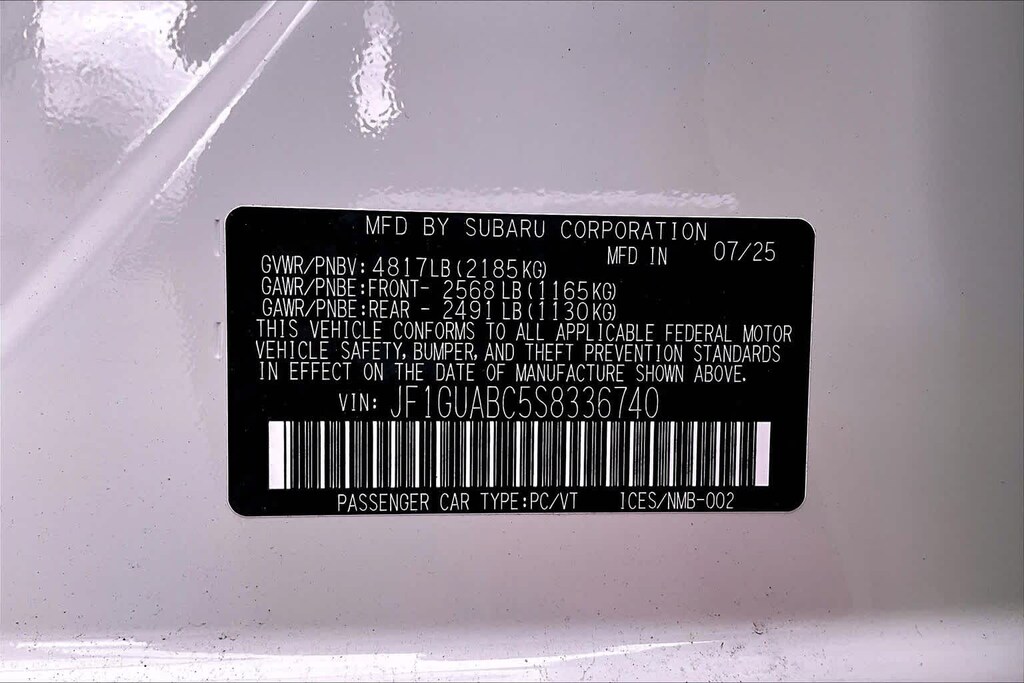 MFD BY SUBARU CORPORATION
MFD IN 07/25
GVWR/PNBV: 4817LB(2185KG)
GAWR/PNBE:FRONT- 2568 LB(1165KG)
GAWR/PNBE:REAR - 2491 LB(1130KG)
THIS VEHICLE CONFORMS TO ALL APPLICABLE FEDERAL MOTOR
VEHICLE SAFETY, BUMPER, AND THEFT PREVENTION STANDARDS
IN EFFECT ON THE DATE OF MANUFACTURE SHOWN ABOVE.
VIN: JF1GUABC5S8336740
PASSENGER CAR TYPE:PC/VT ICES/NMB-002